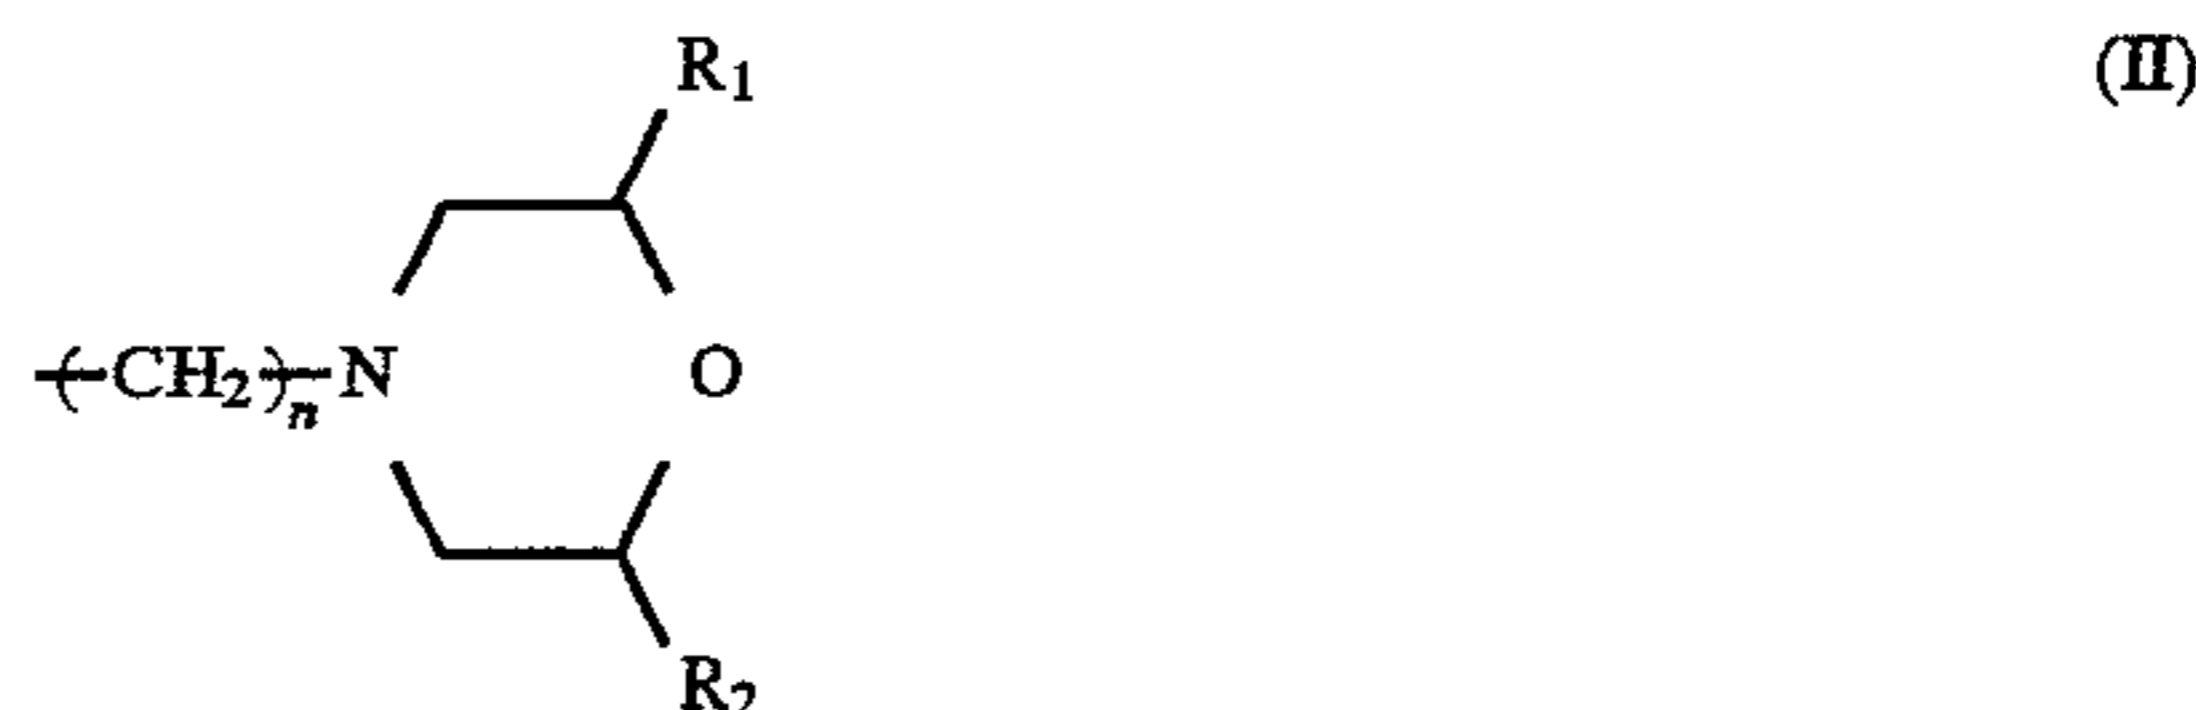 R1 (II)
-(-CH2-)n-N O
R2